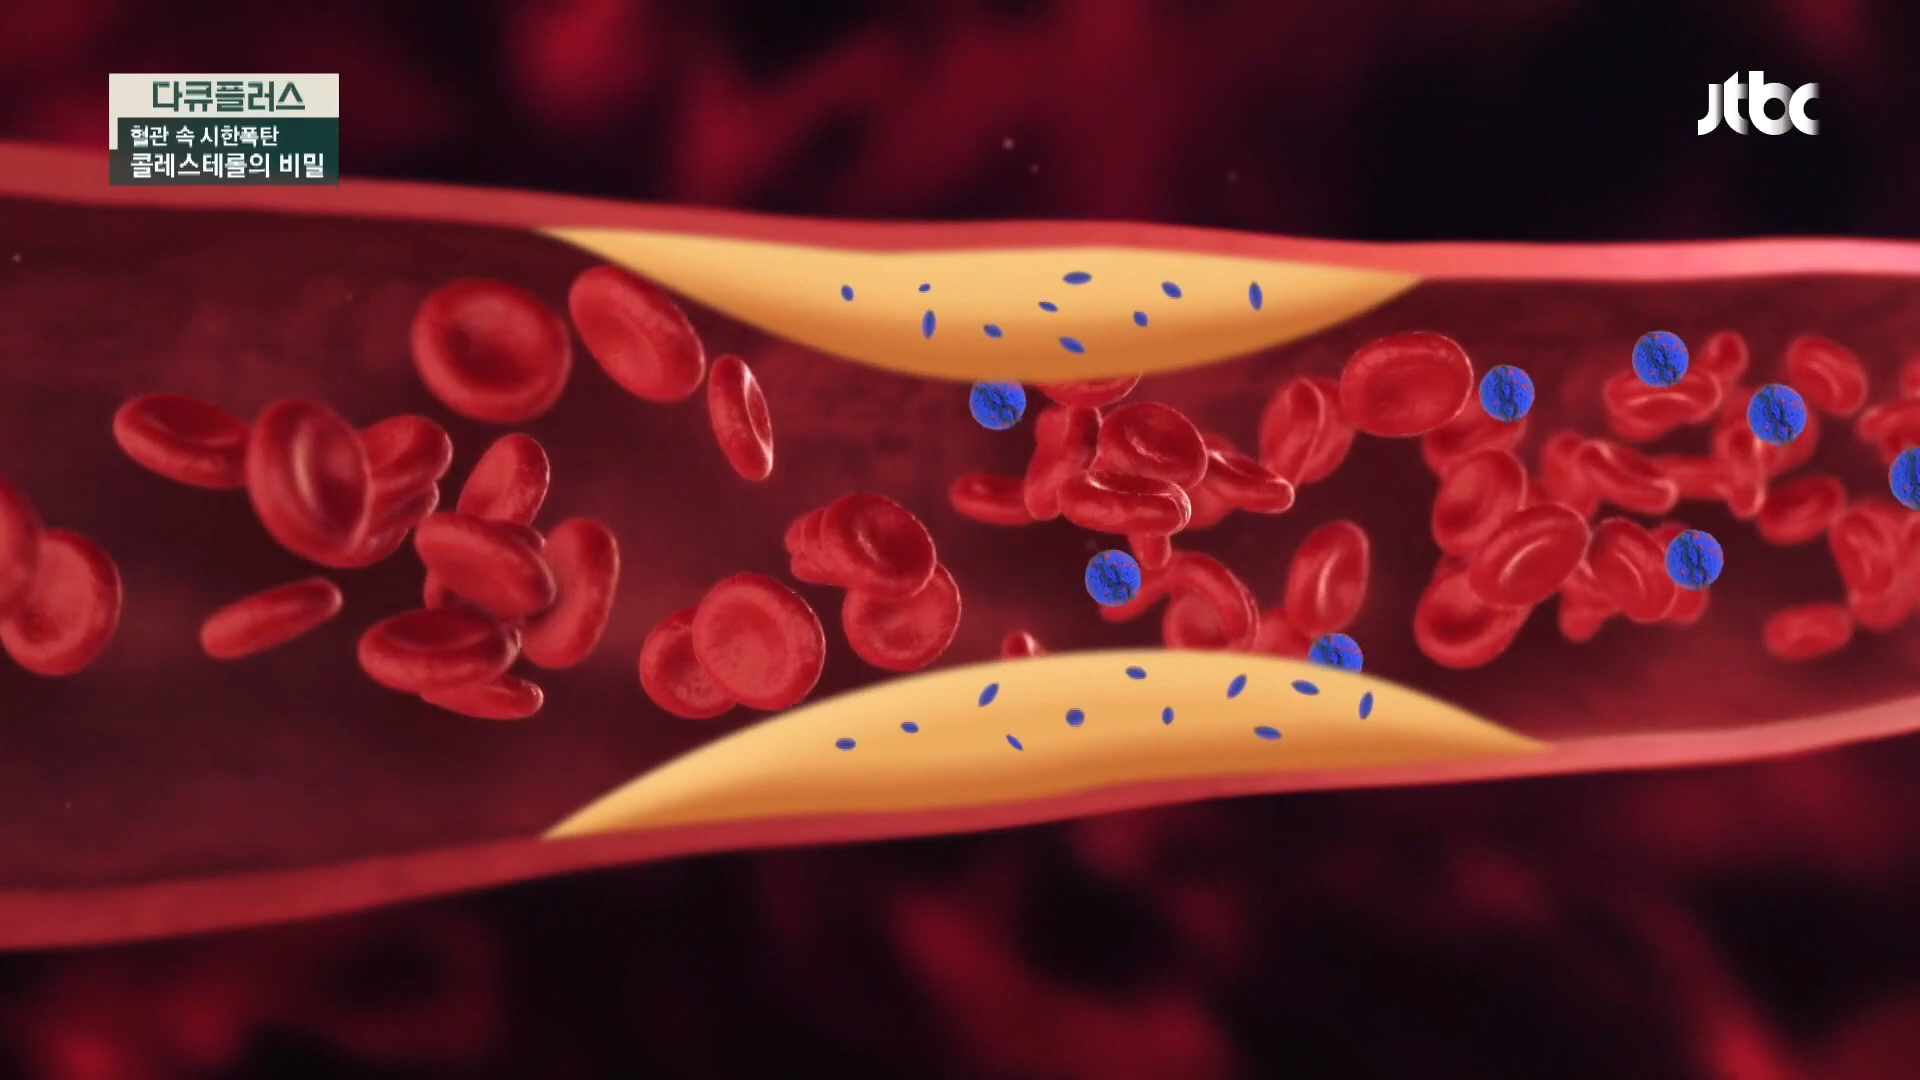 다큐플러스
혈관 속 시한폭탄
콜레스테롤의 비밀
jtbc